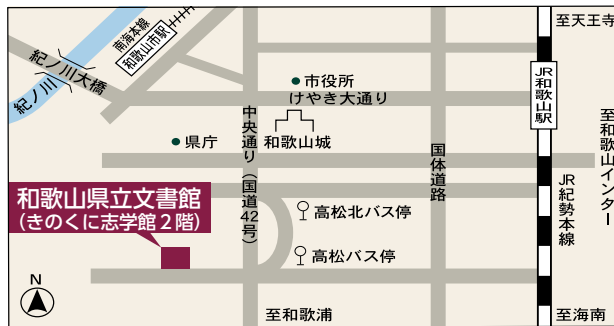 至天王寺
南海本線
和歌山市駅
紀ノ川大橋
紀ノ川
市役所
けやき大通り
JR和歌山駅
至和歌山インター
中央通り(国道42号)
県庁
和歌山城
国体道路
JR紀勢本線
和歌山県立文書館
(きのくに志学館2階)
高松北バス停
高松バス停
N
至和歌浦
至海南